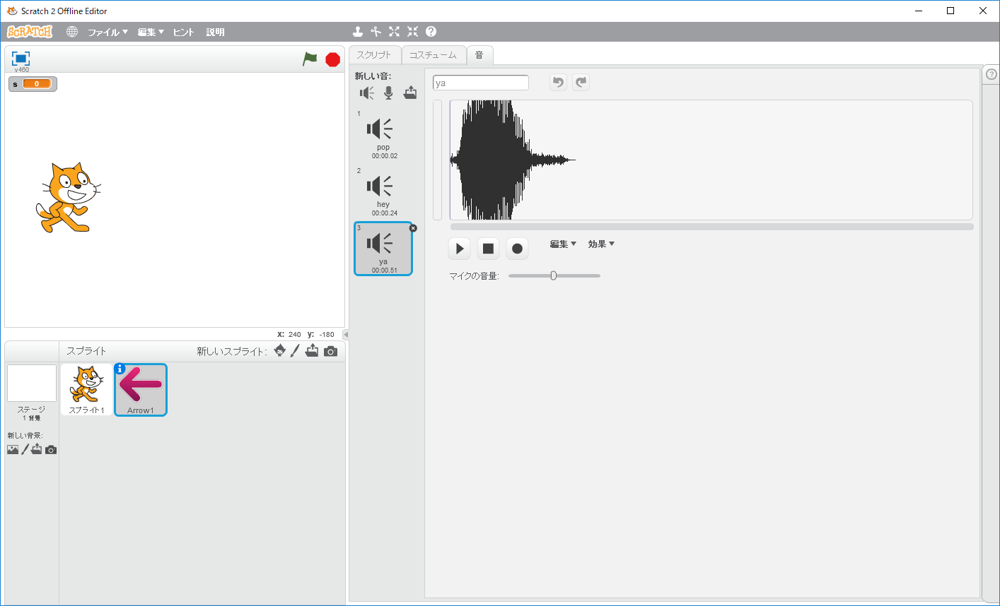 Scratch 2 Offline Editor
SCRATCH ファイル 編集 ヒント 説明
v460
s 0
x: 240 y: -180
スプライト 新しいスプライト:
ステージ
1 背景
新しい背景:
スプライト1
Arrow1
スクリプト コスチューム 音
新しい音:
1
pop
00:00.02
2
hey
00:00.24
3
ya
00:00.51
ya
編集 効果
マイクの音量: